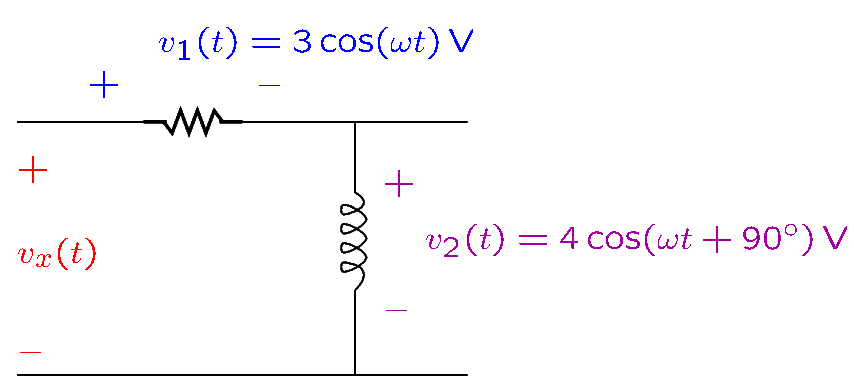 v₁(t) = 3 cos(ωt) V
+ −
+
+
v₂(t) = 4 cos(ωt + 90°) V
vₓ(t)
−
−